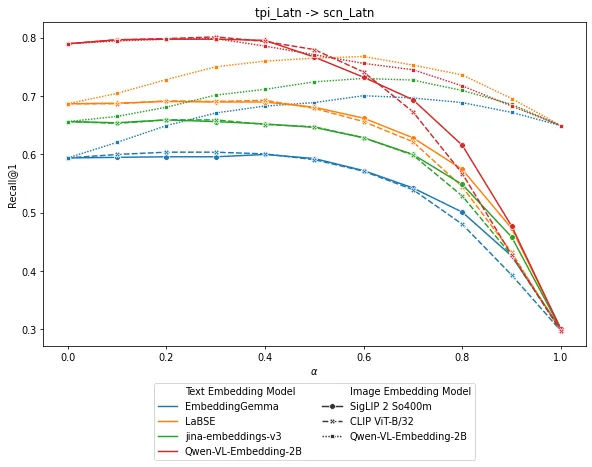 tpi_Latn -> scn_Latn
Recall@1
0.8
0.7
0.6
0.5
0.4
0.3
0.0
0.2
0.4
0.6
0.8
1.0
α
Text Embedding Model
EmbeddingGemma
LaBSE
jina-embeddings-v3
Qwen-VL-Embedding-2B
Image Embedding Model
SigLIP 2 So400m
CLIP ViT-B/32
Qwen-VL-Embedding-2B